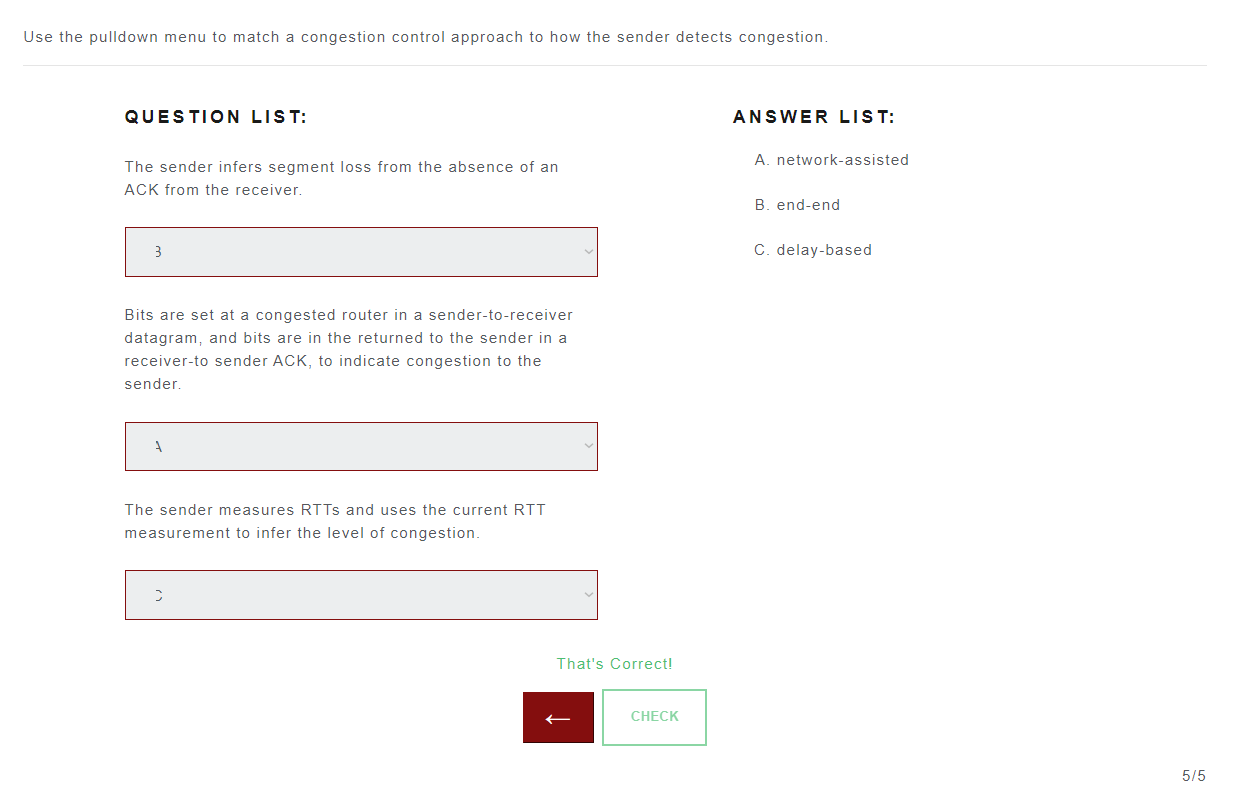 Use the pulldown menu to match a congestion control approach to how the sender detects congestion.
QUESTION LIST:
The sender infers segment loss from the absence of an
ACK from the receiver.
B
Bits are set at a congested router in a sender-to-receiver
datagram, and bits are in the returned to the sender in a
receiver-to sender ACK, to indicate congestion to the
sender.
A
The sender measures RTTs and uses the current RTT
measurement to infer the level of congestion.
C
ANSWER LIST:
A. network-assisted
B. end-end
C. delay-based
That's Correct!
← CHECK
5/5